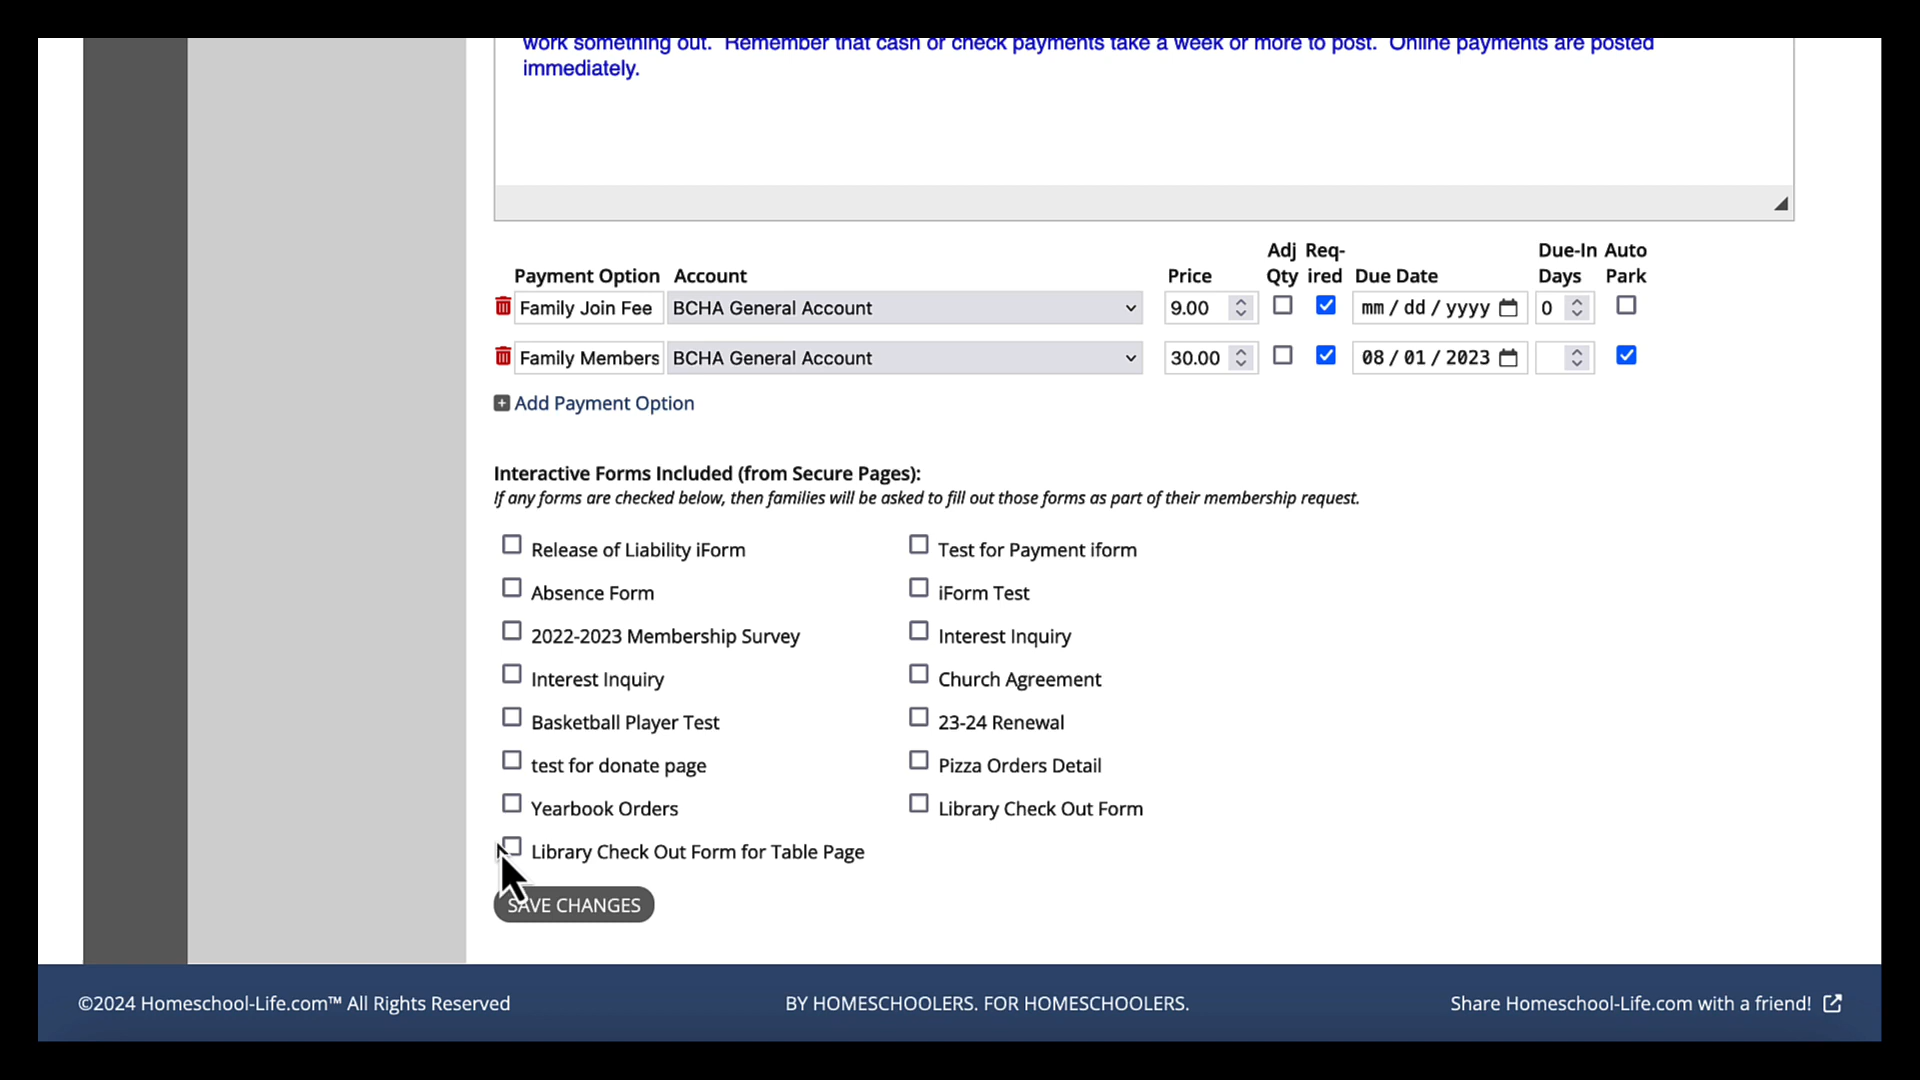 work something out. Remember that cash or check payments take a week or more to post. Online payments are posted
immediately.
Adj Req- Due-In Auto
Payment Option Account Price Qty ired Due Date Days Park
Family Join Fee BCHA General Account 9.00 mm / dd / yyyy 0
Family Members BCHA General Account 30.00 08 / 01 / 2023
Add Payment Option
Interactive Forms Included (from Secure Pages):
If any forms are checked below, then families will be asked to fill out those forms as part of their membership request.
Release of Liability iForm Test for Payment iform
Absence Form iForm Test
2022-2023 Membership Survey Interest Inquiry
Interest Inquiry Church Agreement
Basketball Player Test 23-24 Renewal
test for donate page Pizza Orders Detail
Yearbook Orders Library Check Out Form
Library Check Out Form for Table Page
SAVE CHANGES
©2024 Homeschool-Life.com™ All Rights Reserved BY HOMESCHOOLERS. FOR HOMESCHOOLERS. Share Homeschool-Life.com with a friend!